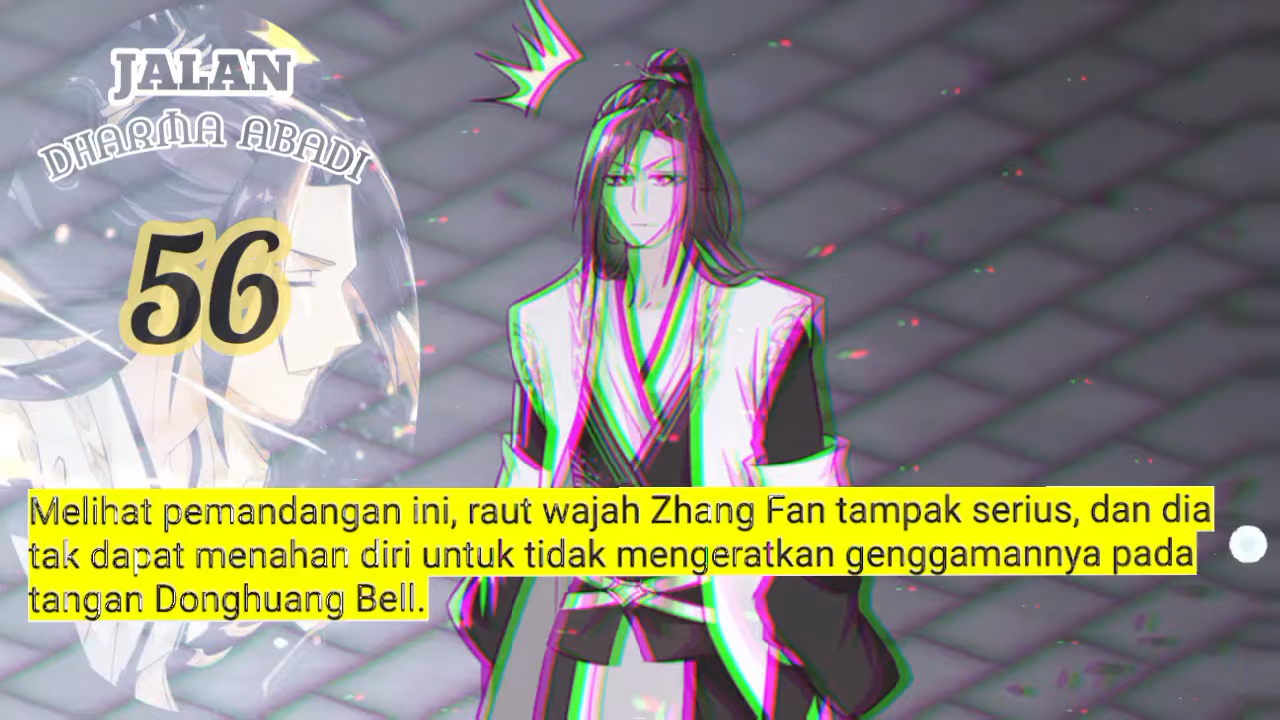 JALAN
DHARMA ABADI
56
Melihat pemandangan ini, raut wajah Zhang Fan tampak serius, dan dia
tak dapat menahan diri untuk tidak mengeratkan genggamannya pada
tangan Donghuang Bell.